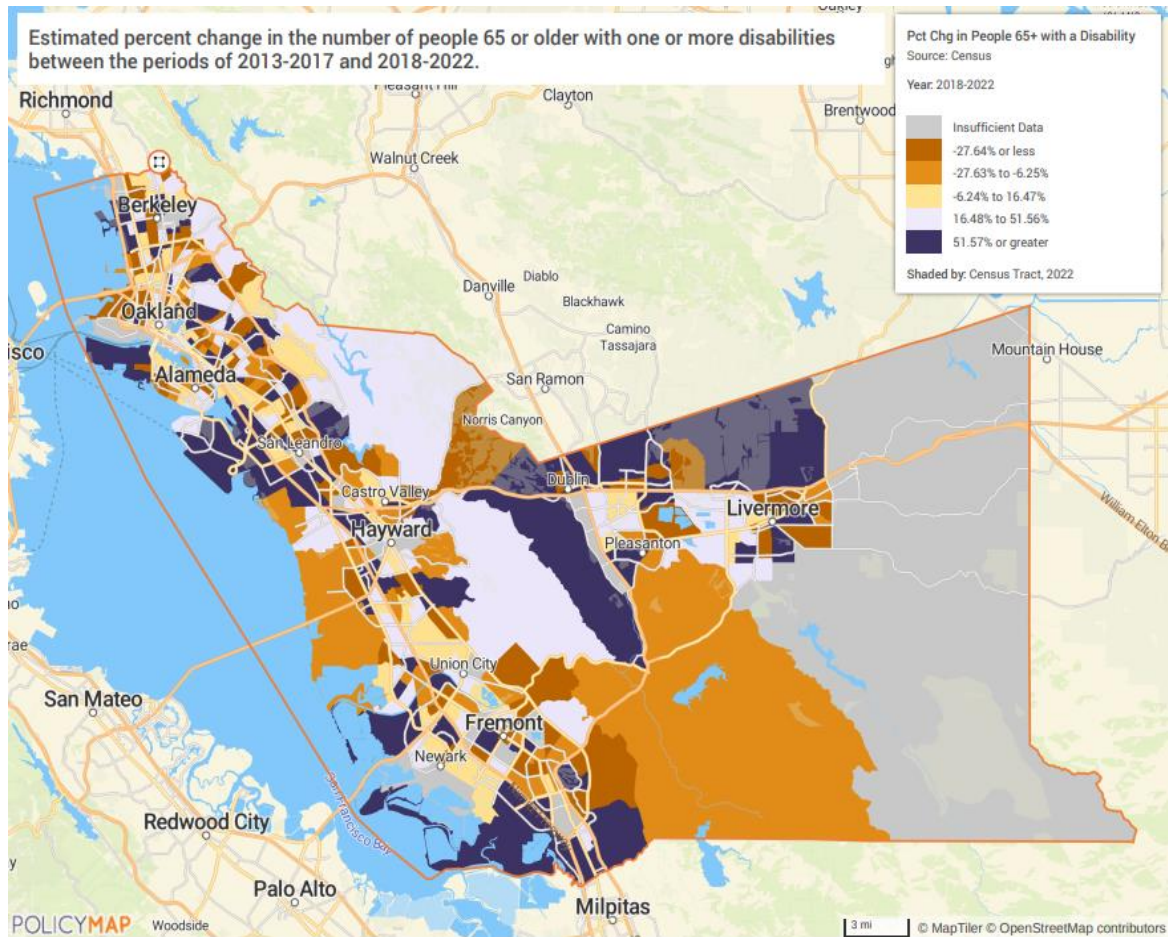 Oakley
Estimated percent change in the number of people 65 or older with one or more disabilities
between the periods of 2013-2017 and 2018-2022.
Pct Chg in People 65+ with a Disability
Source: Census
Year: 2018-2022
Insufficient Data
-27.64% or less
-27.63% to -6.25%
-6.24% to 16.47%
16.48% to 51.56%
51.57% or greater
Shaded by: Census Tract, 2022
Pleasant Hill
Richmond
Clayton
Brentwood
Walnut Creek
Berkeley
Diablo
Danville
Blackhawk
Oakland
Camino
Tassajara
isco
Mountain House
Alameda
San Ramon
Norris Canyon
San Leandro
Dublin
Castro Valley
Livermore
William Elton B
Hayward
Pleasanton
rae
Union City
San Mateo
Fremont
Newark
San Francisco Bay
Redwood City
Palo Alto
Milpitas
POLICYMAP
Woodside
3 mi
© MapTiler © OpenStreetMap contributors